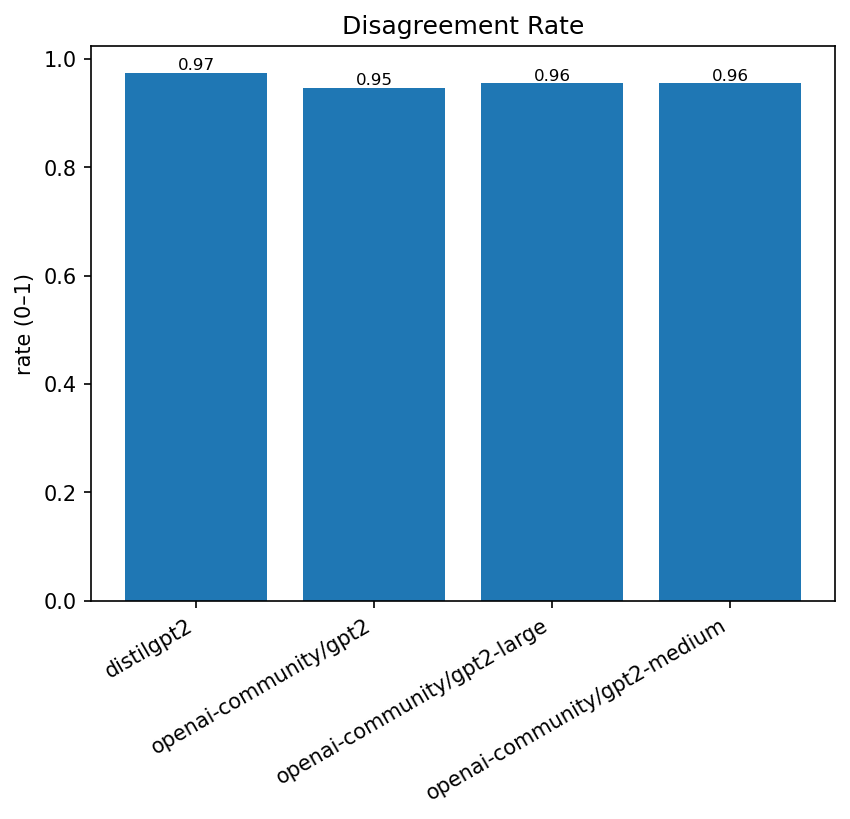 Disagreement Rate
rate (0–1)
1.0
0.8
0.6
0.4
0.2
0.0
0.97
0.95
0.96
0.96
distilgpt2
openai-community/gpt2
openai-community/gpt2-large
openai-community/gpt2-medium